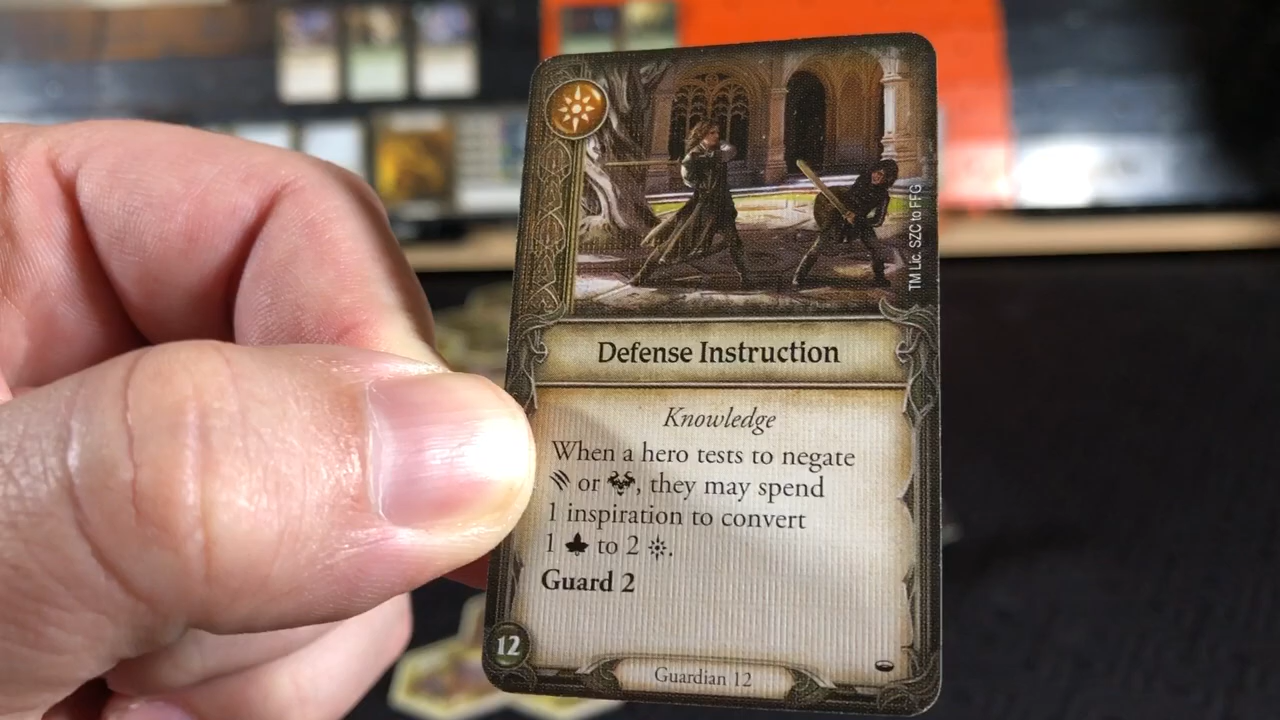 TM Lic. SZC to FFG
Defense Instruction
Knowledge
When a hero tests to negate
or , they may spend
1 inspiration to convert
1 to 2 .
Guard 2
12
Guardian 12